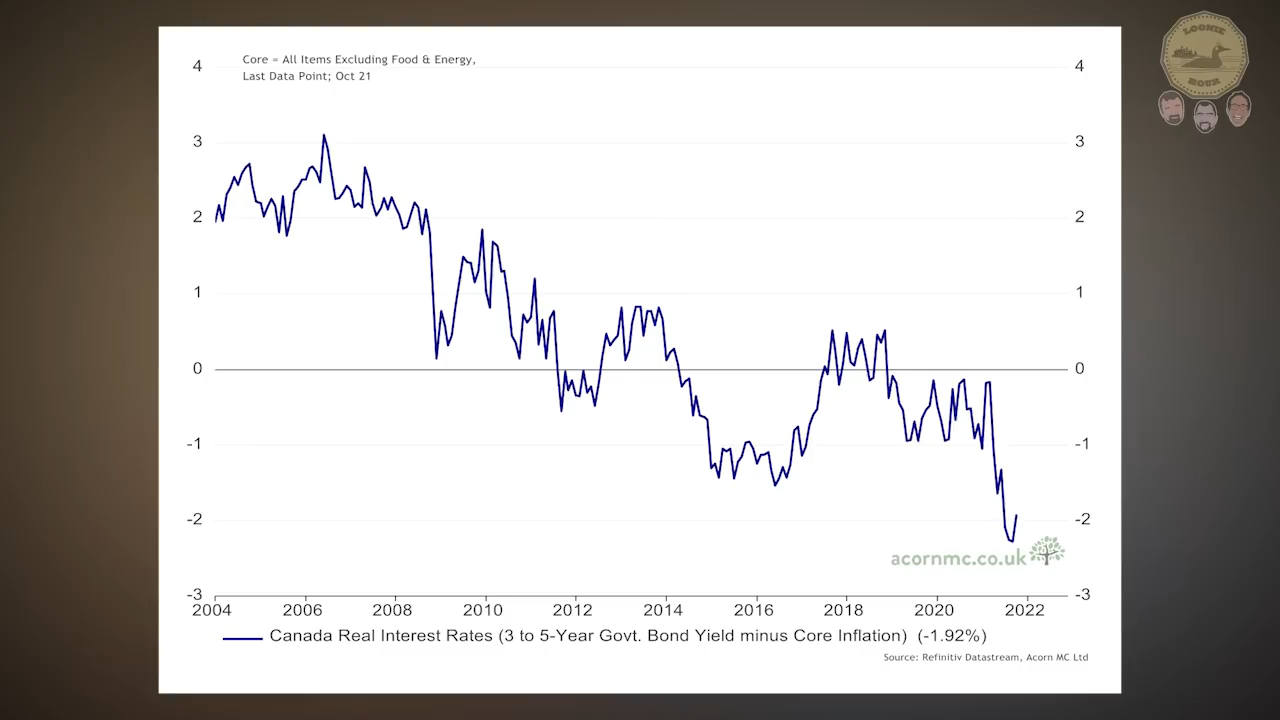 LOONIE
HOUR
Core = All Items Excluding Food & Energy,
Last Data Point; Oct 21
4 4
3 3
2 2
1 1
0 0
-1 -1
-2 -2
acornmc.co.uk
-3 -3
2004 2006 2008 2010 2012 2014 2016 2018 2020 2022
Canada Real Interest Rates (3 to 5-Year Govt. Bond Yield minus Core Inflation) (-1.92%)
Source: Refinitiv Datastream, Acorn MC Ltd